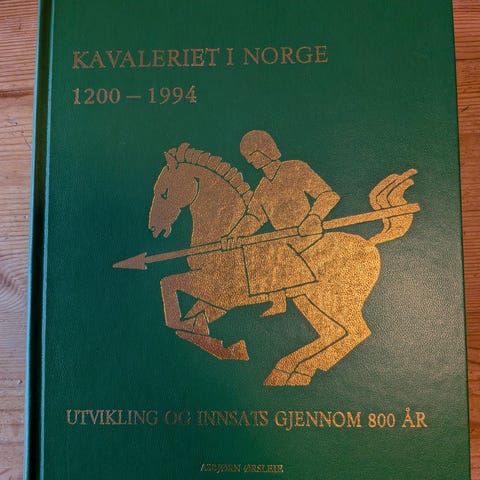 KAVALERIET I NORGE
1200 – 1994
UTVIKLING OG INNSATS GJENNOM 800 ÅR
ASBJØRN ØRSLEIE